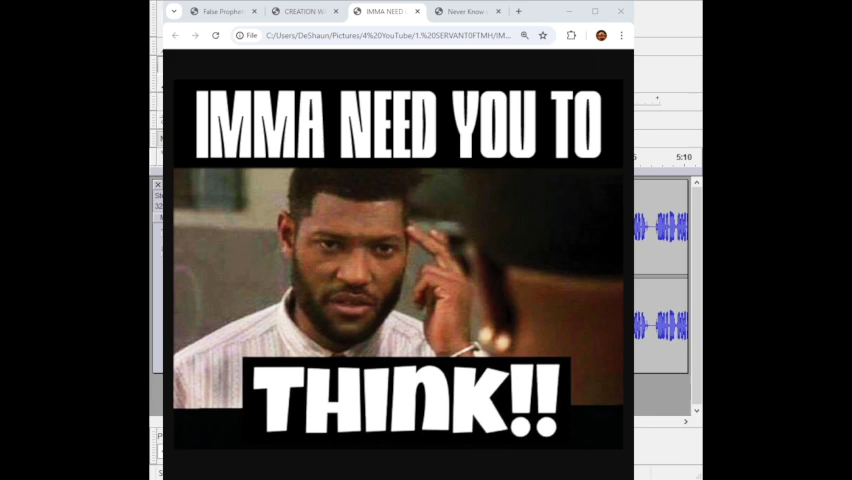 False Prophe
CREATION W
IMMA NEED
Never Know
File
C:/Users/DeShaun/Pictures/4%20YouTube/1.%20SERVANT0FTMH/IM...
IMMA NEED YOU TO
5:10
THInK!!